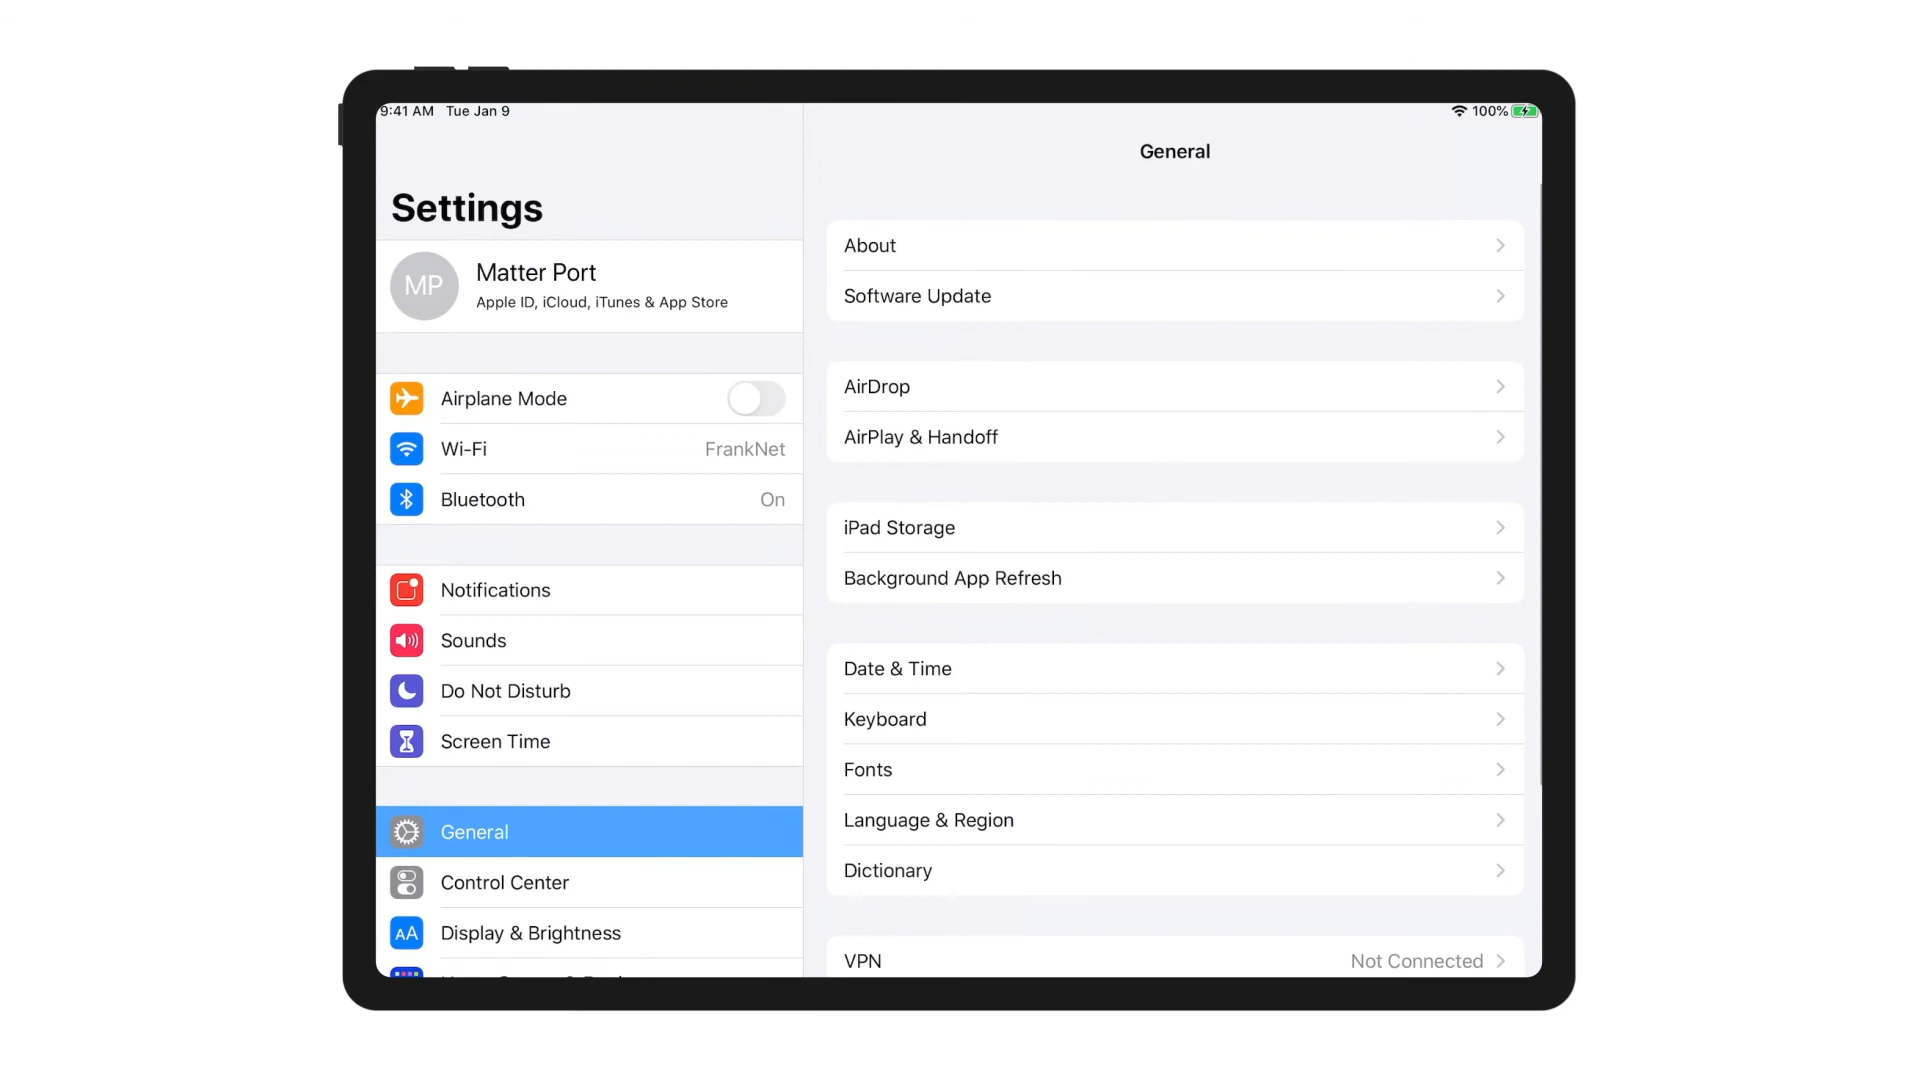 9:41 AM Tue Jan 9
100%
Settings
MP
Matter Port
Apple ID, iCloud, iTunes & App Store
Airplane Mode
Wi-Fi FrankNet
Bluetooth On
Notifications
Sounds
Do Not Disturb
Screen Time
General
Control Center
AA Display & Brightness
General
About
Software Update
AirDrop
AirPlay & Handoff
iPad Storage
Background App Refresh
Date & Time
Keyboard
Fonts
Language & Region
Dictionary
VPN Not Connected